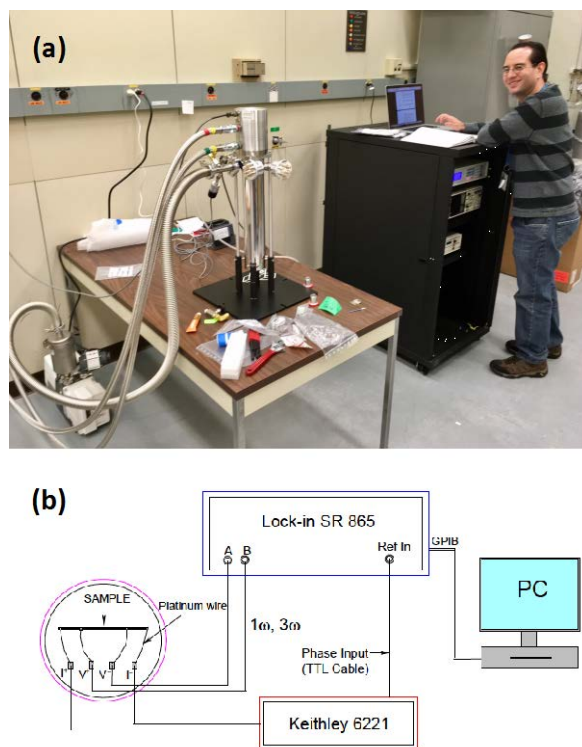 (a)
(b)
Lock-in SR 865
A B
Ref In
GPIB
PC
SAMPLE
Platinum wire
1ω, 3ω
I⁺ V⁺ V⁻ I⁻
Phase Input
(TTL Cable)
Keithley 6221